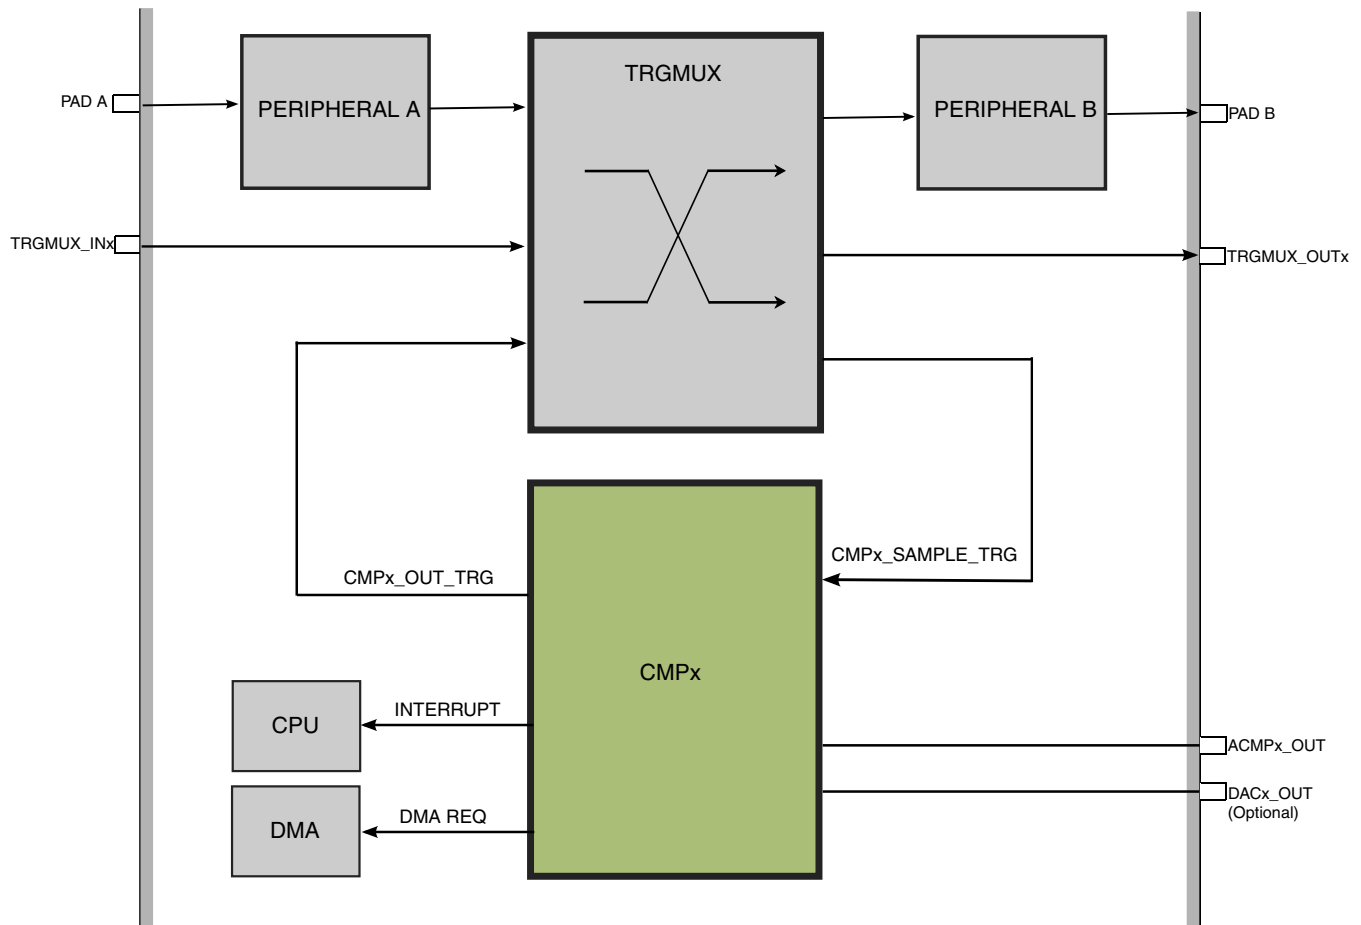 TRGMUX
PAD A
PERIPHERAL A
PERIPHERAL B
PAD B
TRGMUX_INx
TRGMUX_OUTx
CMPx_SAMPLE_TRG
CMPx_OUT_TRG
CMPx
INTERRUPT
CPU
ACMPx_OUT
DACx_OUT
(Optional)
DMA REQ
DMA